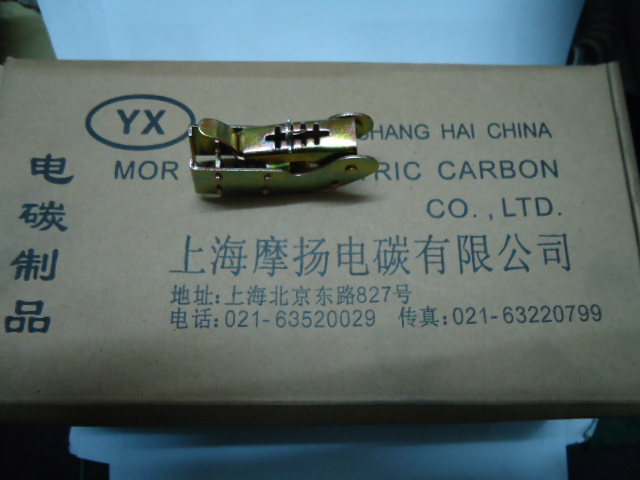 YX
HANG HAI CHINA
MOR RIC CARBON
CO.,LTD.
电碳制品
上海摩扬电碳有限公司
地址:上海北京东路827号
电话:021-63520029 传真:021-63220799